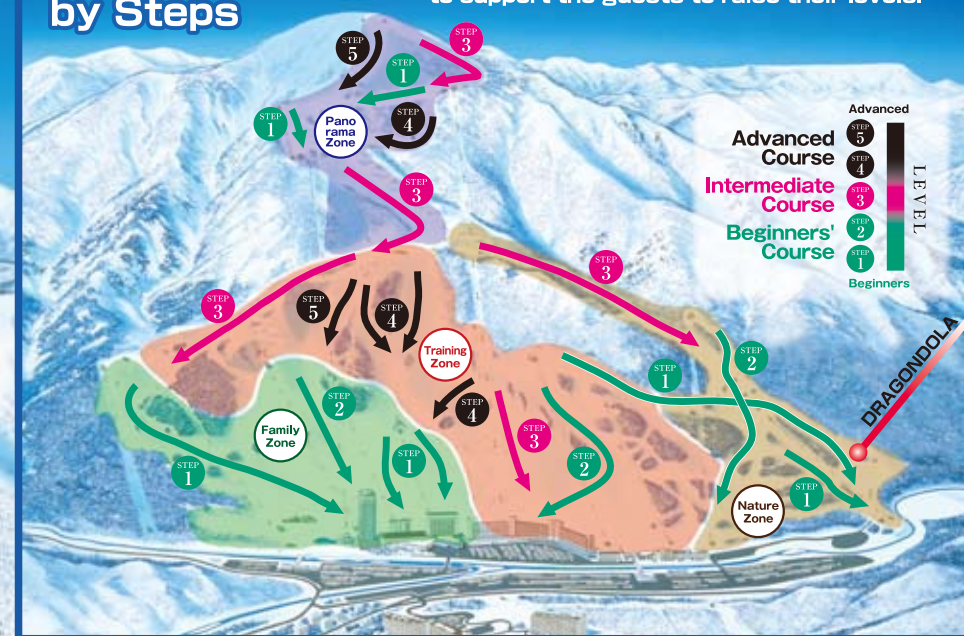 to support the guests to raise their levels.
by Steps
STEP
5
STEP
3
STEP
1
STEP
1
STEP
4
Pano
rama
Zone
STEP
3
Advanced
Advanced
Course
STEP
5
STEP
4
Intermediate
Course
STEP
3
Beginners'
Course
STEP
2
STEP
1
LEVEL
Beginners
STEP
3
STEP
3
STEP
5
STEP
4
Training
Zone
STEP
2
STEP
1
DRAGONDOLA
STEP
4
STEP
2
STEP
3
Family
Zone
STEP
1
STEP
1
STEP
2
STEP
1
Nature
Zone